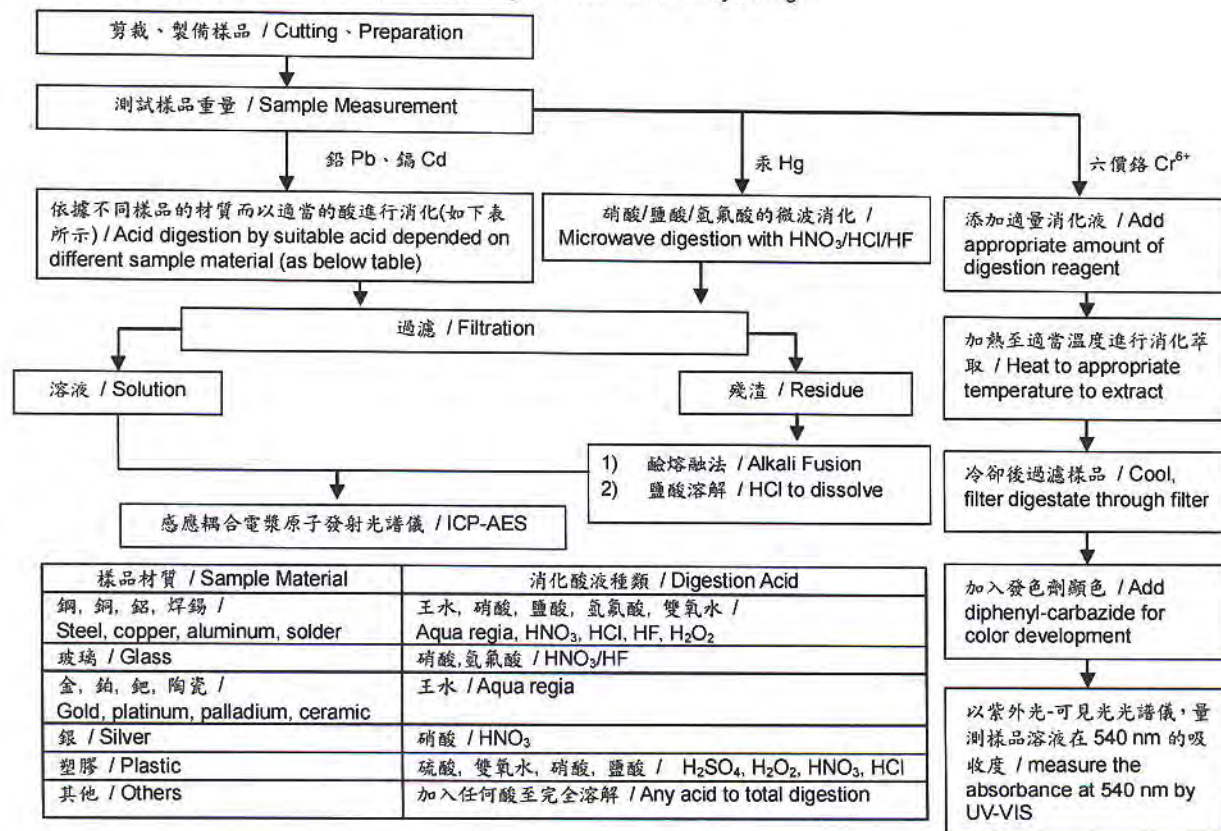 剪裁、製備樣品 / Cutting、Preparation
測試樣品重量 / Sample Measurement
鉛 Pb、鎘 Cd
汞 Hg
六價鉻 Cr⁶⁺
依據不同樣品的材質而以適當的酸進行消化(如下表
所示) / Acid digestion by suitable acid depended on
different sample material (as below table)
硝酸/鹽酸/氫氟酸的微波消化 /
Microwave digestion with HNO₃/HCl/HF
添加適量消化液 / Add
appropriate amount of
digestion reagent
過濾 / Filtration
加熱至適當溫度進行消化萃
取 / Heat to appropriate
temperature to extract
溶液 / Solution
殘渣 / Residue
1) 鹼熔融法 / Alkali Fusion
2) 鹽酸溶解 / HCl to dissolve
冷卻後過濾樣品 / Cool,
filter digestate through filter
感應耦合電漿原子發射光譜儀 / ICP-AES
加入發色劑顯色 / Add
diphenyl-carbazide for
color development
以紫外光-可見光光譜儀，量
測樣品溶液在 540 nm 的吸
收度 / measure the
absorbance at 540 nm by
UV-VIS
樣品材質 / Sample Material 消化酸液種類 / Digestion Acid
鋼, 銅, 鋁, 焊錫 / 王水, 硝酸, 鹽酸, 氫氟酸, 雙氧水 /
Steel, copper, aluminum, solder Aqua regia, HNO₃, HCl, HF, H₂O₂
玻璃 / Glass 硝酸,氫氟酸 / HNO₃/HF
金, 鉑, 鈀, 陶瓷 / 王水 / Aqua regia
Gold, platinum, palladium, ceramic
銀 / Silver 硝酸 / HNO₃
塑膠 / Plastic 硫酸, 雙氧水, 硝酸, 鹽酸 / H₂SO₄, H₂O₂, HNO₃, HCl
其他 / Others 加入任何酸至完全溶解 / Any acid to total digestion